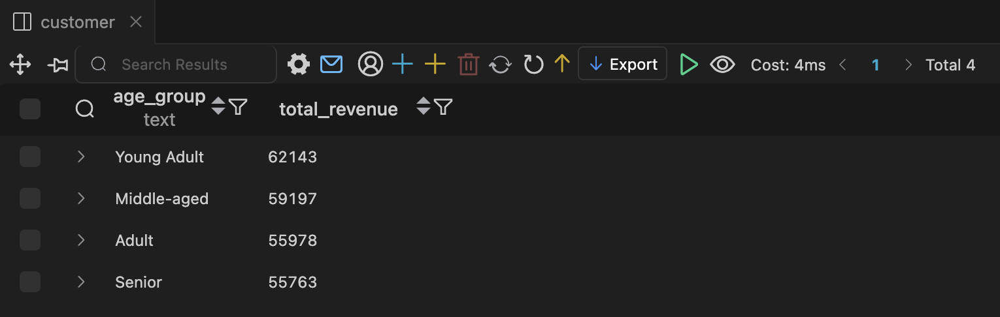 customer
Search Results
Export
Cost: 4ms
1
Total 4
age_group
text
total_revenue
Young Adult 62143
Middle-aged 59197
Adult 55978
Senior 55763